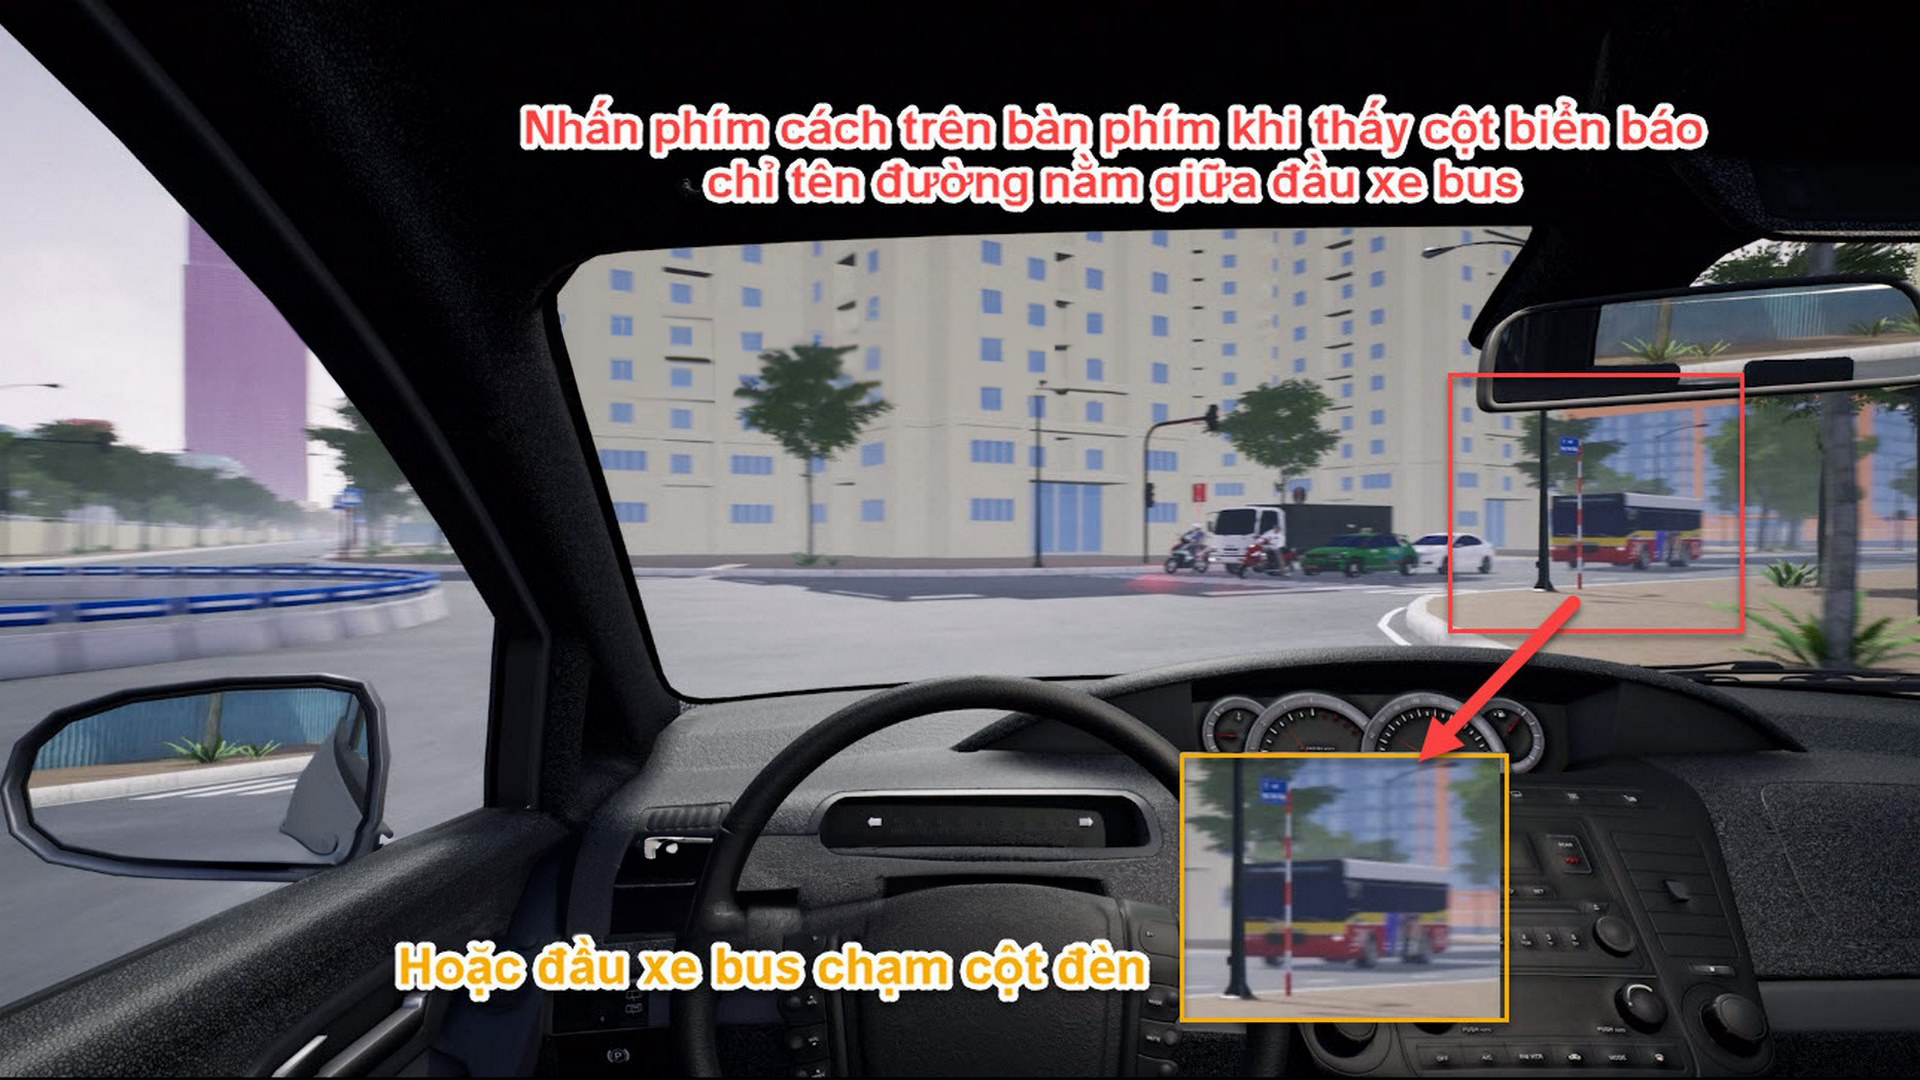 Nhấn phím cách trên bàn phím khi thấy cột biển báo
chỉ tên đường nằm giữa đầu xe bus
Hoặc đầu xe bus chạm cột đèn